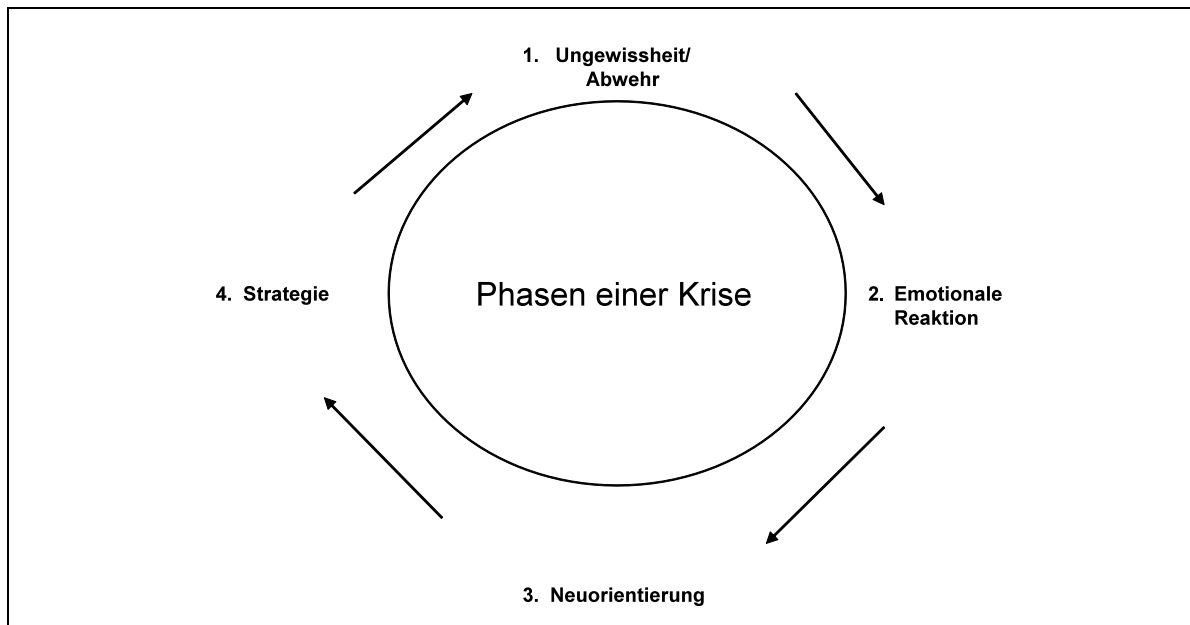 1. Ungewissheit/
Abwehr
Phasen einer Krise
2. Emotionale
Reaktion
3. Neuorientierung
4. Strategie